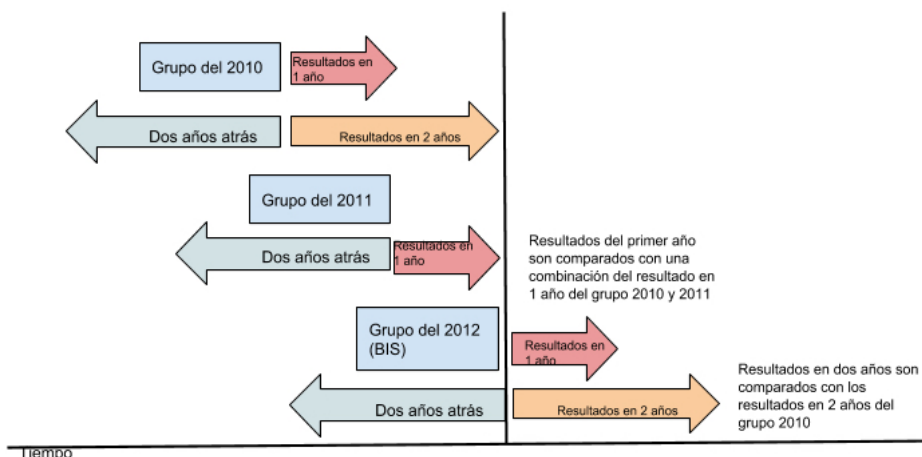 Grupo del 2010
Resultados en
1 año
Dos años atrás
Resultados en 2 años
Grupo del 2011
Dos años atrás
Resultados en
1 año
Resultados del primer año
son comparados con una
combinación del resultado en
1 año del grupo 2010 y 2011
Grupo del 2012
(BIS)
Resultados en
1 año
Dos años atrás
Resultados en 2 años
Resultados en dos años son
comparados con los
resultados en 2 años del
grupo 2010
Tiempo